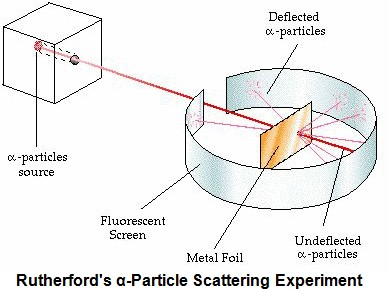 Deflected
α-particles
α-particles
source
Fluorescent
Screen
Metal Foil
Undeflected
α-particles
Rutherford's α-Particle Scattering Experiment